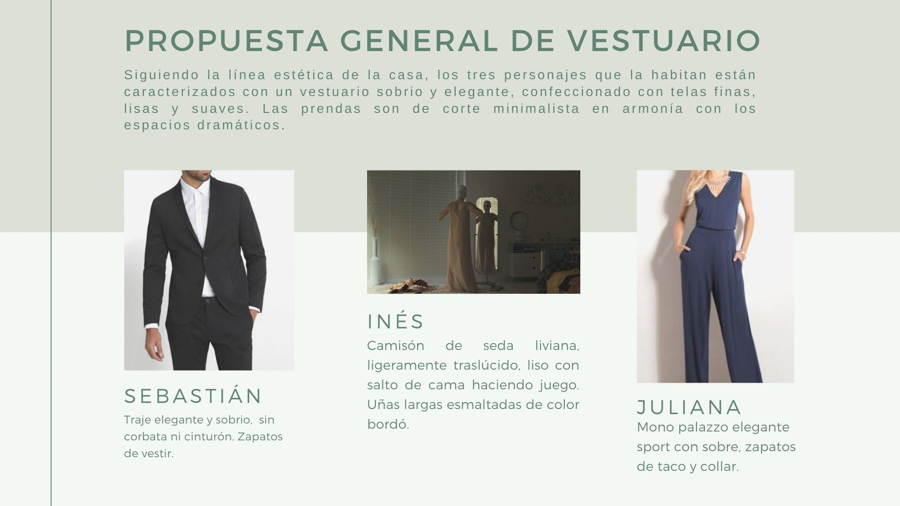 PROPUESTA GENERAL DE VESTUARIO
Siguiendo la línea estética de la casa, los tres personajes que la habitan están
caracterizados con un vestuario sobrio y elegante, confeccionado con telas finas,
lisas y suaves. Las prendas son de corte minimalista en armonía con los
espacios dramáticos.
SEBASTIÁN
Traje elegante y sobrio, sin
corbata ni cinturón. Zapatos
de vestir.
INÉS
Camisón de seda liviana,
ligeramente traslúcido, liso con
salto de cama haciendo juego.
Uñas largas esmaltadas de color
bordó.
JULIANA
Mono palazzo elegante
sport con sobre, zapatos
de taco y collar.